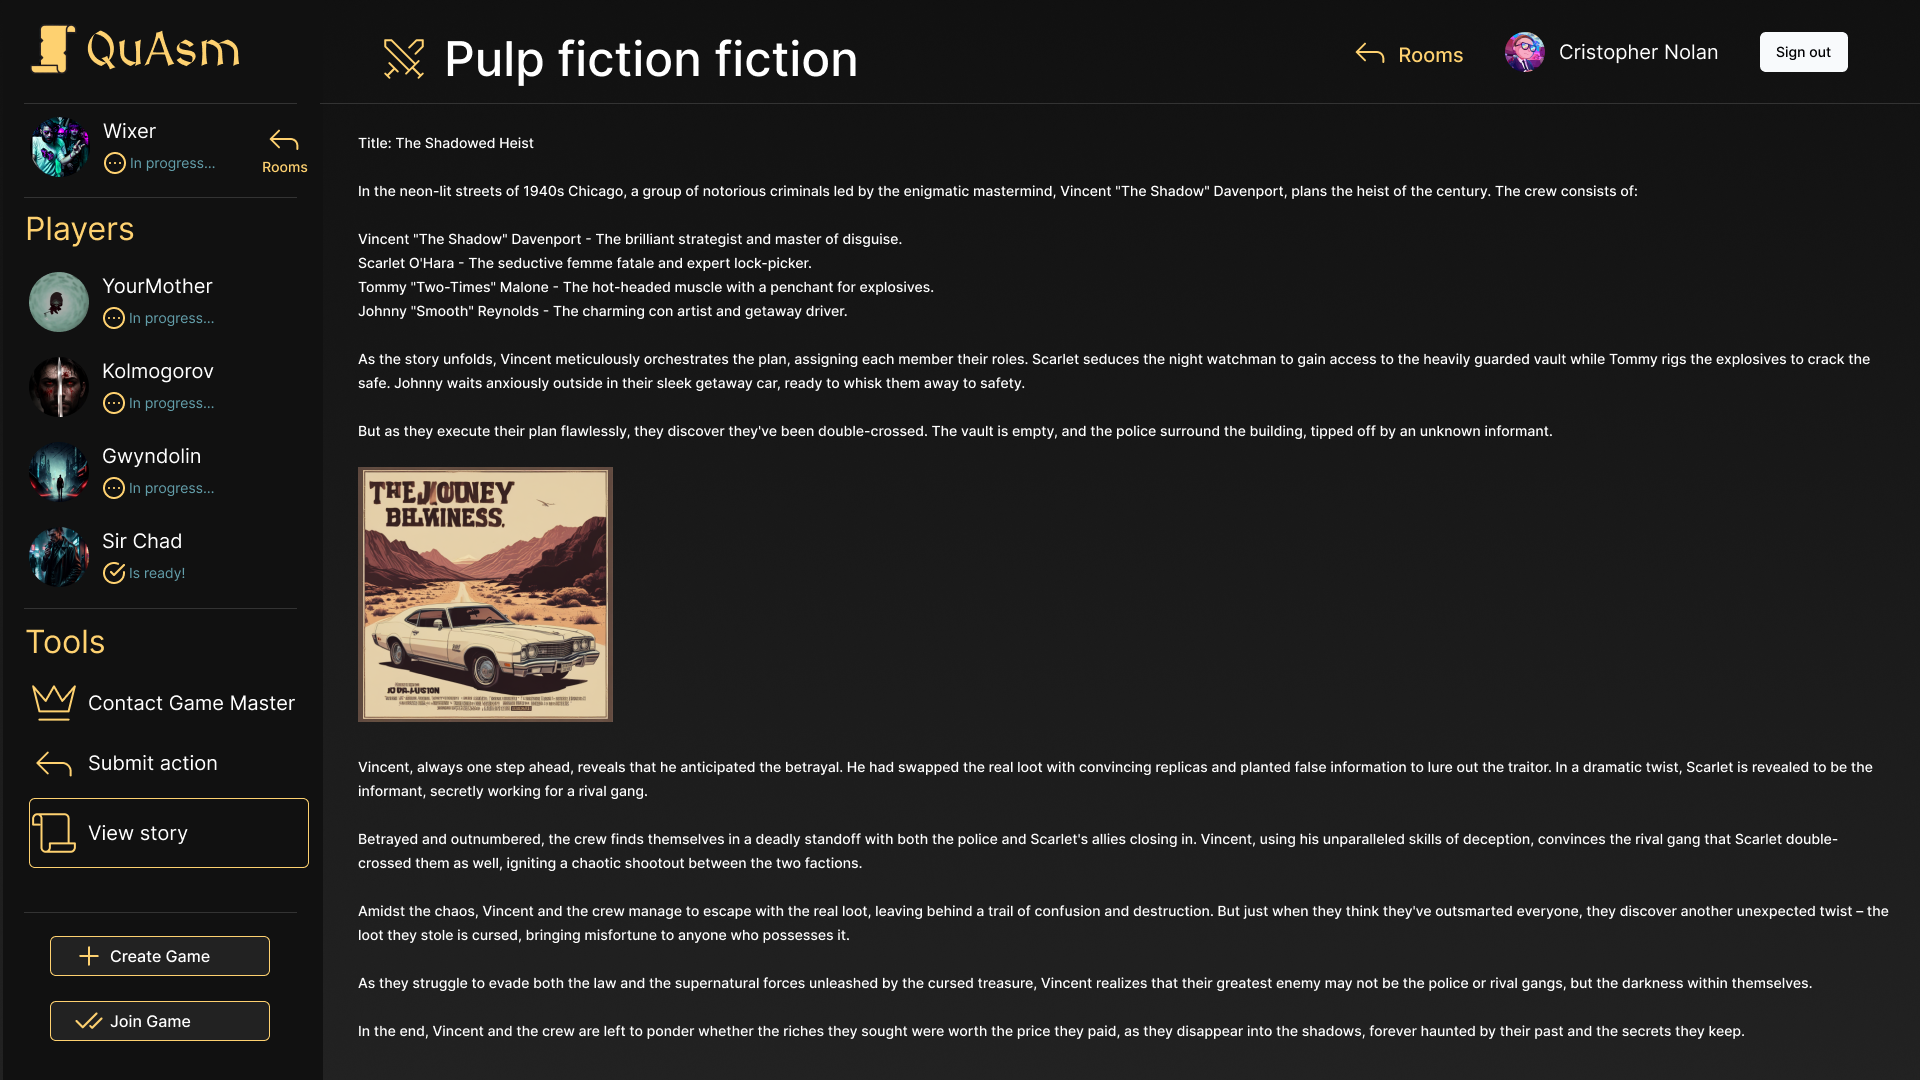 QuAsm
Pulp fiction fiction
Rooms
Cristopher Nolan
Sign out
Wixer
In progress...
Rooms
Players
YourMother
In progress...
Kolmogorov
In progress...
Gwyndolin
In progress...
Sir Chad
Is ready!
Tools
Contact Game Master
Submit action
View story
Create Game
Join Game
Title: The Shadowed Heist
In the neon-lit streets of 1940s Chicago, a group of notorious criminals led by the enigmatic mastermind, Vincent "The Shadow" Davenport, plans the heist of the century. The crew consists of:
Vincent "The Shadow" Davenport - The brilliant strategist and master of disguise.
Scarlet O'Hara - The seductive femme fatale and expert lock-picker.
Tommy "Two-Times" Malone - The hot-headed muscle with a penchant for explosives.
Johnny "Smooth" Reynolds - The charming con artist and getaway driver.
As the story unfolds, Vincent meticulously orchestrates the plan, assigning each member their roles. Scarlet seduces the night watchman to gain access to the heavily guarded vault while Tommy rigs the explosives to crack the
safe. Johnny waits anxiously outside in their sleek getaway car, ready to whisk them away to safety.
But as they execute their plan flawlessly, they discover they've been double-crossed. The vault is empty, and the police surround the building, tipped off by an unknown informant.
Vincent, always one step ahead, reveals that he anticipated the betrayal. He had swapped the real loot with convincing replicas and planted false information to lure out the traitor. In a dramatic twist, Scarlet is revealed to be the
informant, secretly working for a rival gang.
Betrayed and outnumbered, the crew finds themselves in a deadly standoff with both the police and Scarlet's allies closing in. Vincent, using his unparalleled skills of deception, convinces the rival gang that Scarlet double-
crossed them as well, igniting a chaotic shootout between the two factions.
Amidst the chaos, Vincent and the crew manage to escape with the real loot, leaving behind a trail of confusion and destruction. But just when they think they've outsmarted everyone, they discover another unexpected twist – the
loot they stole is cursed, bringing misfortune to anyone who possesses it.
As they struggle to evade both the law and the supernatural forces unleashed by the cursed treasure, Vincent realizes that their greatest enemy may not be the police or rival gangs, but the darkness within themselves.
In the end, Vincent and the crew are left to ponder whether the riches they sought were worth the price they paid, as they disappear into the shadows, forever haunted by their past and the secrets they keep.